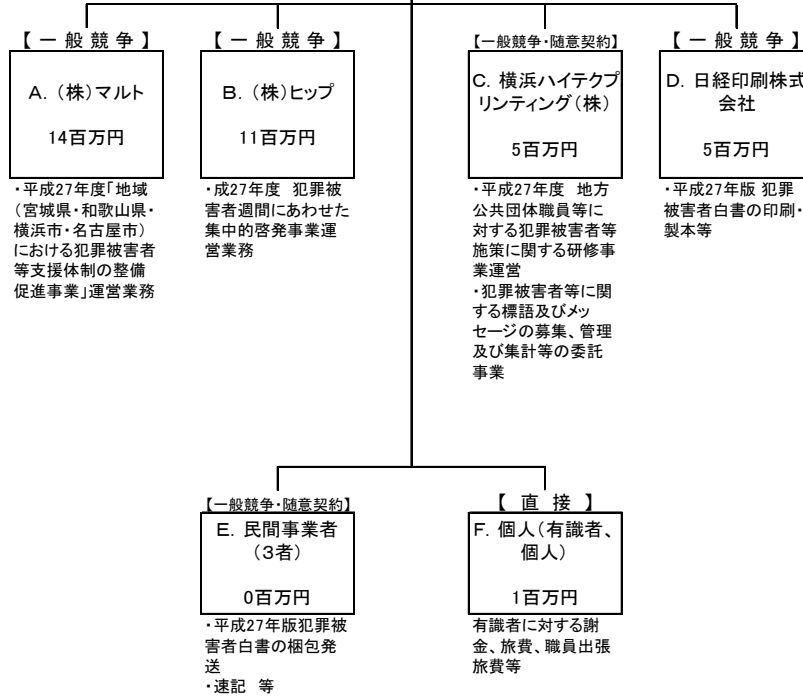 【一般競争】
A．（株）マルト
14百万円
・平成27年度「地域
（宮城県・和歌山県・
横浜市・名古屋市）
における犯罪被害者
等支援体制の整備
促進事業」運営業務
【一般競争】
B．（株）ヒップ
11百万円
・成27年度　犯罪被
害者週間にあわせた
集中的啓発事業運
営業務
【一般競争・随意契約】
C．横浜ハイテクプ
リンティング（株）
5百万円
・平成27年度　地方
公共団体職員等に
対する犯罪被害者等
施策に関する研修事
業運営
・犯罪被害者等に関
する標語及びメッ
セージの募集、管理
及び集計等の委託
事業
【一般競争】
D．日経印刷株式
会社
5百万円
・平成27年版 犯罪
被害者白書の印刷・
製本等
【一般競争・随意契約】
E．民間事業者
（3者）
0百万円
・平成27年版犯罪被
害者白書の梱包発
送
・速記　等
【直接】
F．個人（有識者、
個人）
1百万円
有識者に対する謝
金、旅費、職員出張
旅費等